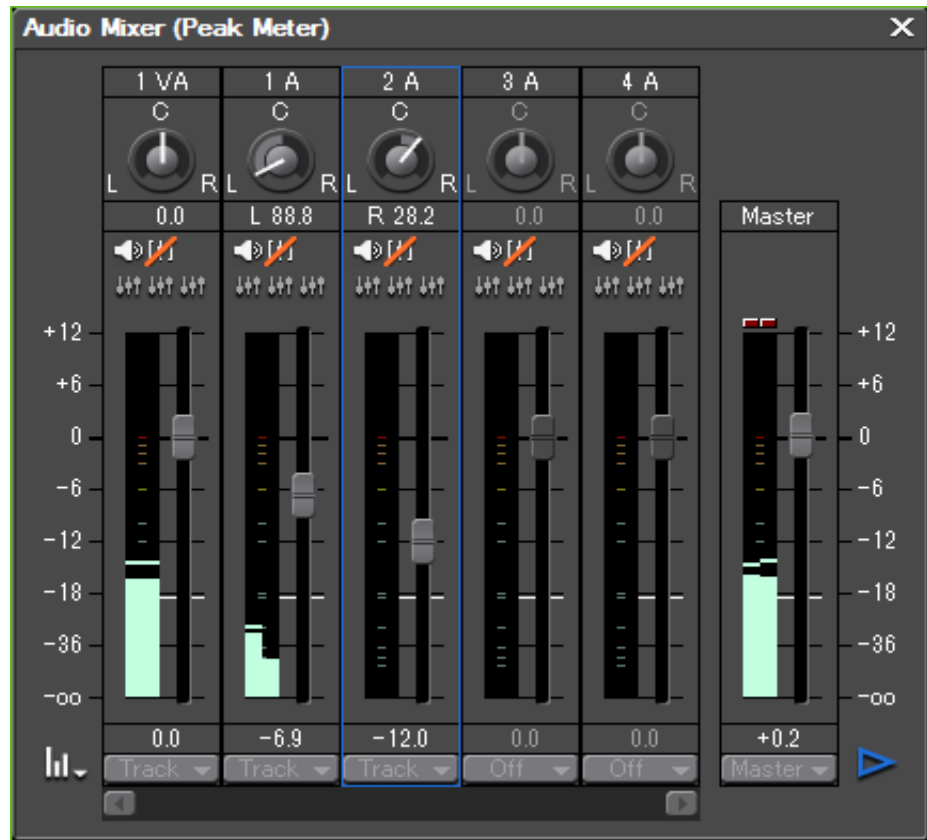 Audio Mixer (Peak Meter)
1 VA 1 A 2 A 3 A 4 A
C C C C C
L R L R L R L R L R
0.0 L 88.8 R 28.2 0.0 0.0 Master
+12 +12
+6 +6
0 0
-6 -6
-12 -12
-18 -18
-36 -36
-oo -oo
0.0 -6.9 -12.0 0.0 0.0 +0.2
Track Track Track Off Off Master